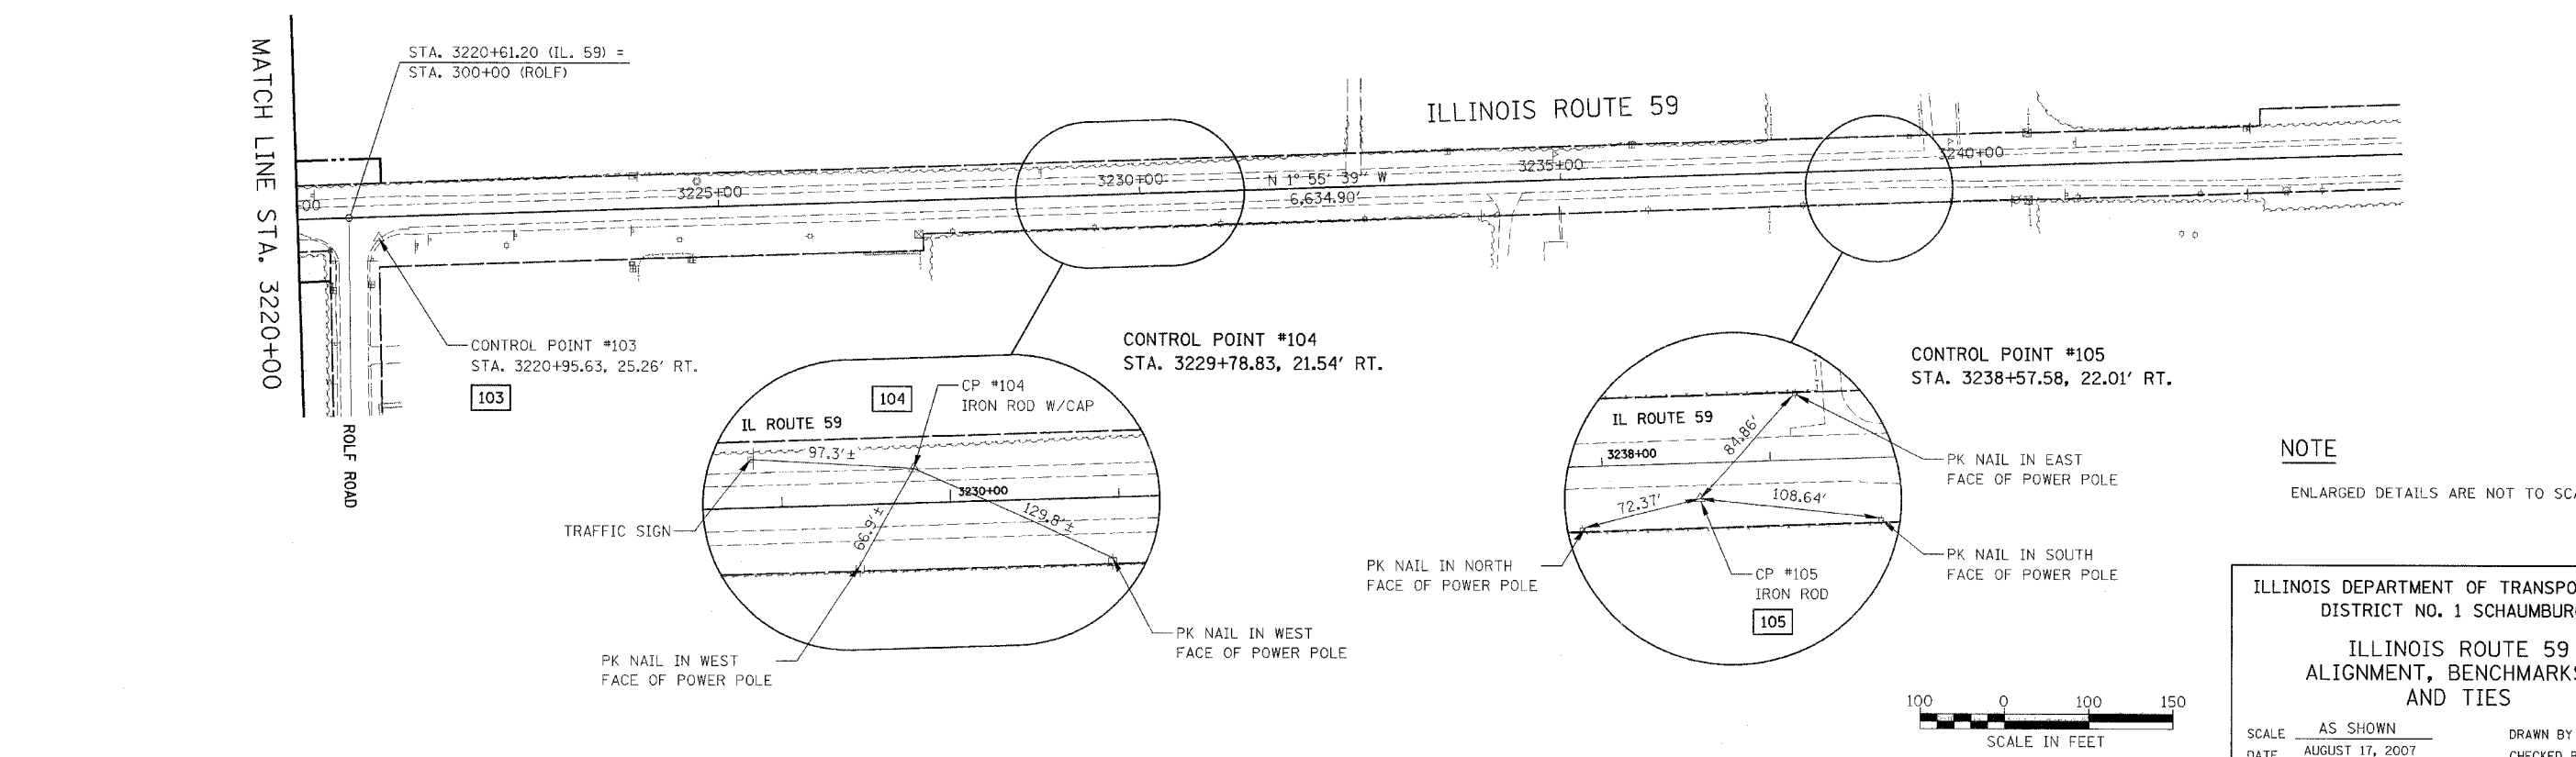 MATCH LINE STA. 3220+00
STA. 3220+61.20 (IL. 59) =
STA. 300+00 (ROLF)
ILLINOIS ROUTE 59
00
3225+00
3230+00
N 1° 55' 39" W
6,634.90'
3235+00
3240+00
ROLF ROAD
CONTROL POINT #103
STA. 3220+95.63, 25.26' RT.
103
CONTROL POINT #104
STA. 3229+78.83, 21.54' RT.
104
CP #104
IRON ROD W/CAP
IL ROUTE 59
97.3'±
3230+00
66.9'±
129.8'±
TRAFFIC SIGN
PK NAIL IN WEST
FACE OF POWER POLE
PK NAIL IN WEST
FACE OF POWER POLE
CONTROL POINT #105
STA. 3238+57.58, 22.01' RT.
IL ROUTE 59
84.86'
3238+00
72.37'
108.64'
PK NAIL IN EAST
FACE OF POWER POLE
PK NAIL IN NORTH
FACE OF POWER POLE
PK NAIL IN SOUTH
FACE OF POWER POLE
CP #105
IRON ROD
105
NOTE
ENLARGED DETAILS ARE NOT TO SCA
100 0 100 150
SCALE IN FEET
ILLINOIS DEPARTMENT OF TRANSPO
DISTRICT NO. 1 SCHAUMBUR
ILLINOIS ROUTE 59
ALIGNMENT, BENCHMARKS
AND TIES
SCALE AS SHOWN
DRAWN BY
DATE AUGUST 17, 2007
CHECKED